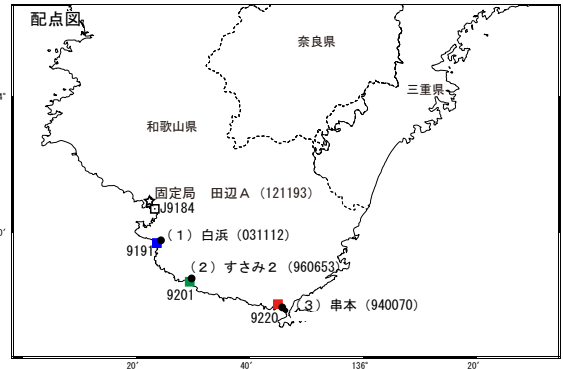 配点図
奈良県
三重県
4°
和歌山県
固定局 田辺A(121193)
J9184
0'
(1)白浜(031112)
9191
(2)すさみ2(960653)
9201
(3)串本(940070)
9220
20' 40' 136° 20'